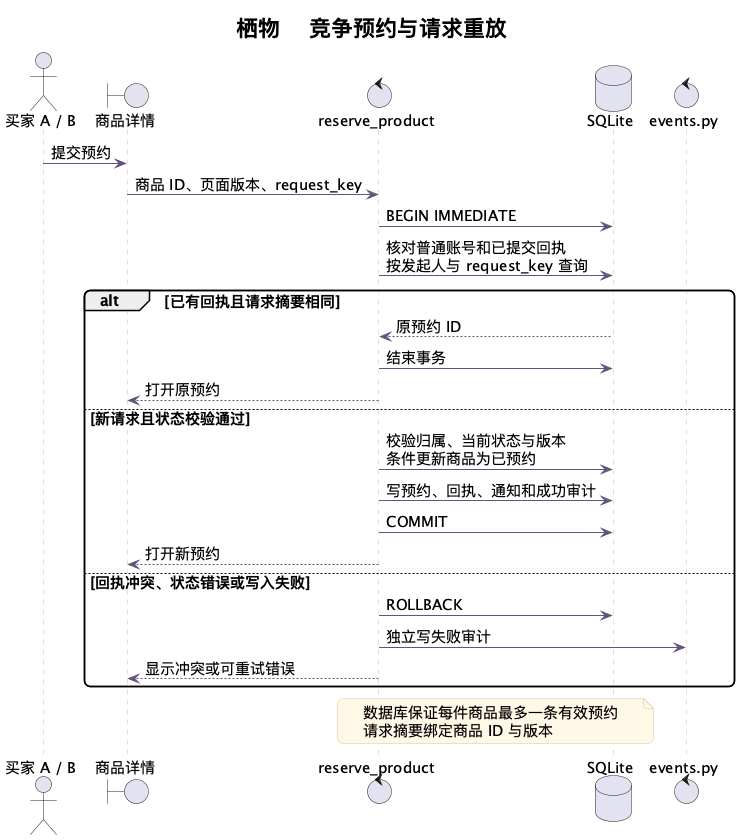 栖物 竞争预约与请求重放
买家 A / B
商品详情
reserve_product
SQLite
events.py
提交预约
商品 ID、页面版本、request_key
BEGIN IMMEDIATE
核对普通账号和已提交回执
按发起人与 request_key 查询
alt
[已有回执且请求摘要相同]
原预约 ID
结束事务
打开原预约
[新请求且状态校验通过]
校验归属、当前状态与版本
条件更新商品为已预约
写预约、回执、通知和成功审计
COMMIT
打开新预约
[回执冲突、状态错误或写入失败]
ROLLBACK
独立写失败审计
显示冲突或可重试错误
数据库保证每件商品最多一条有效预约
请求摘要绑定商品 ID 与版本
买家 A / B
商品详情
reserve_product
SQLite
events.py